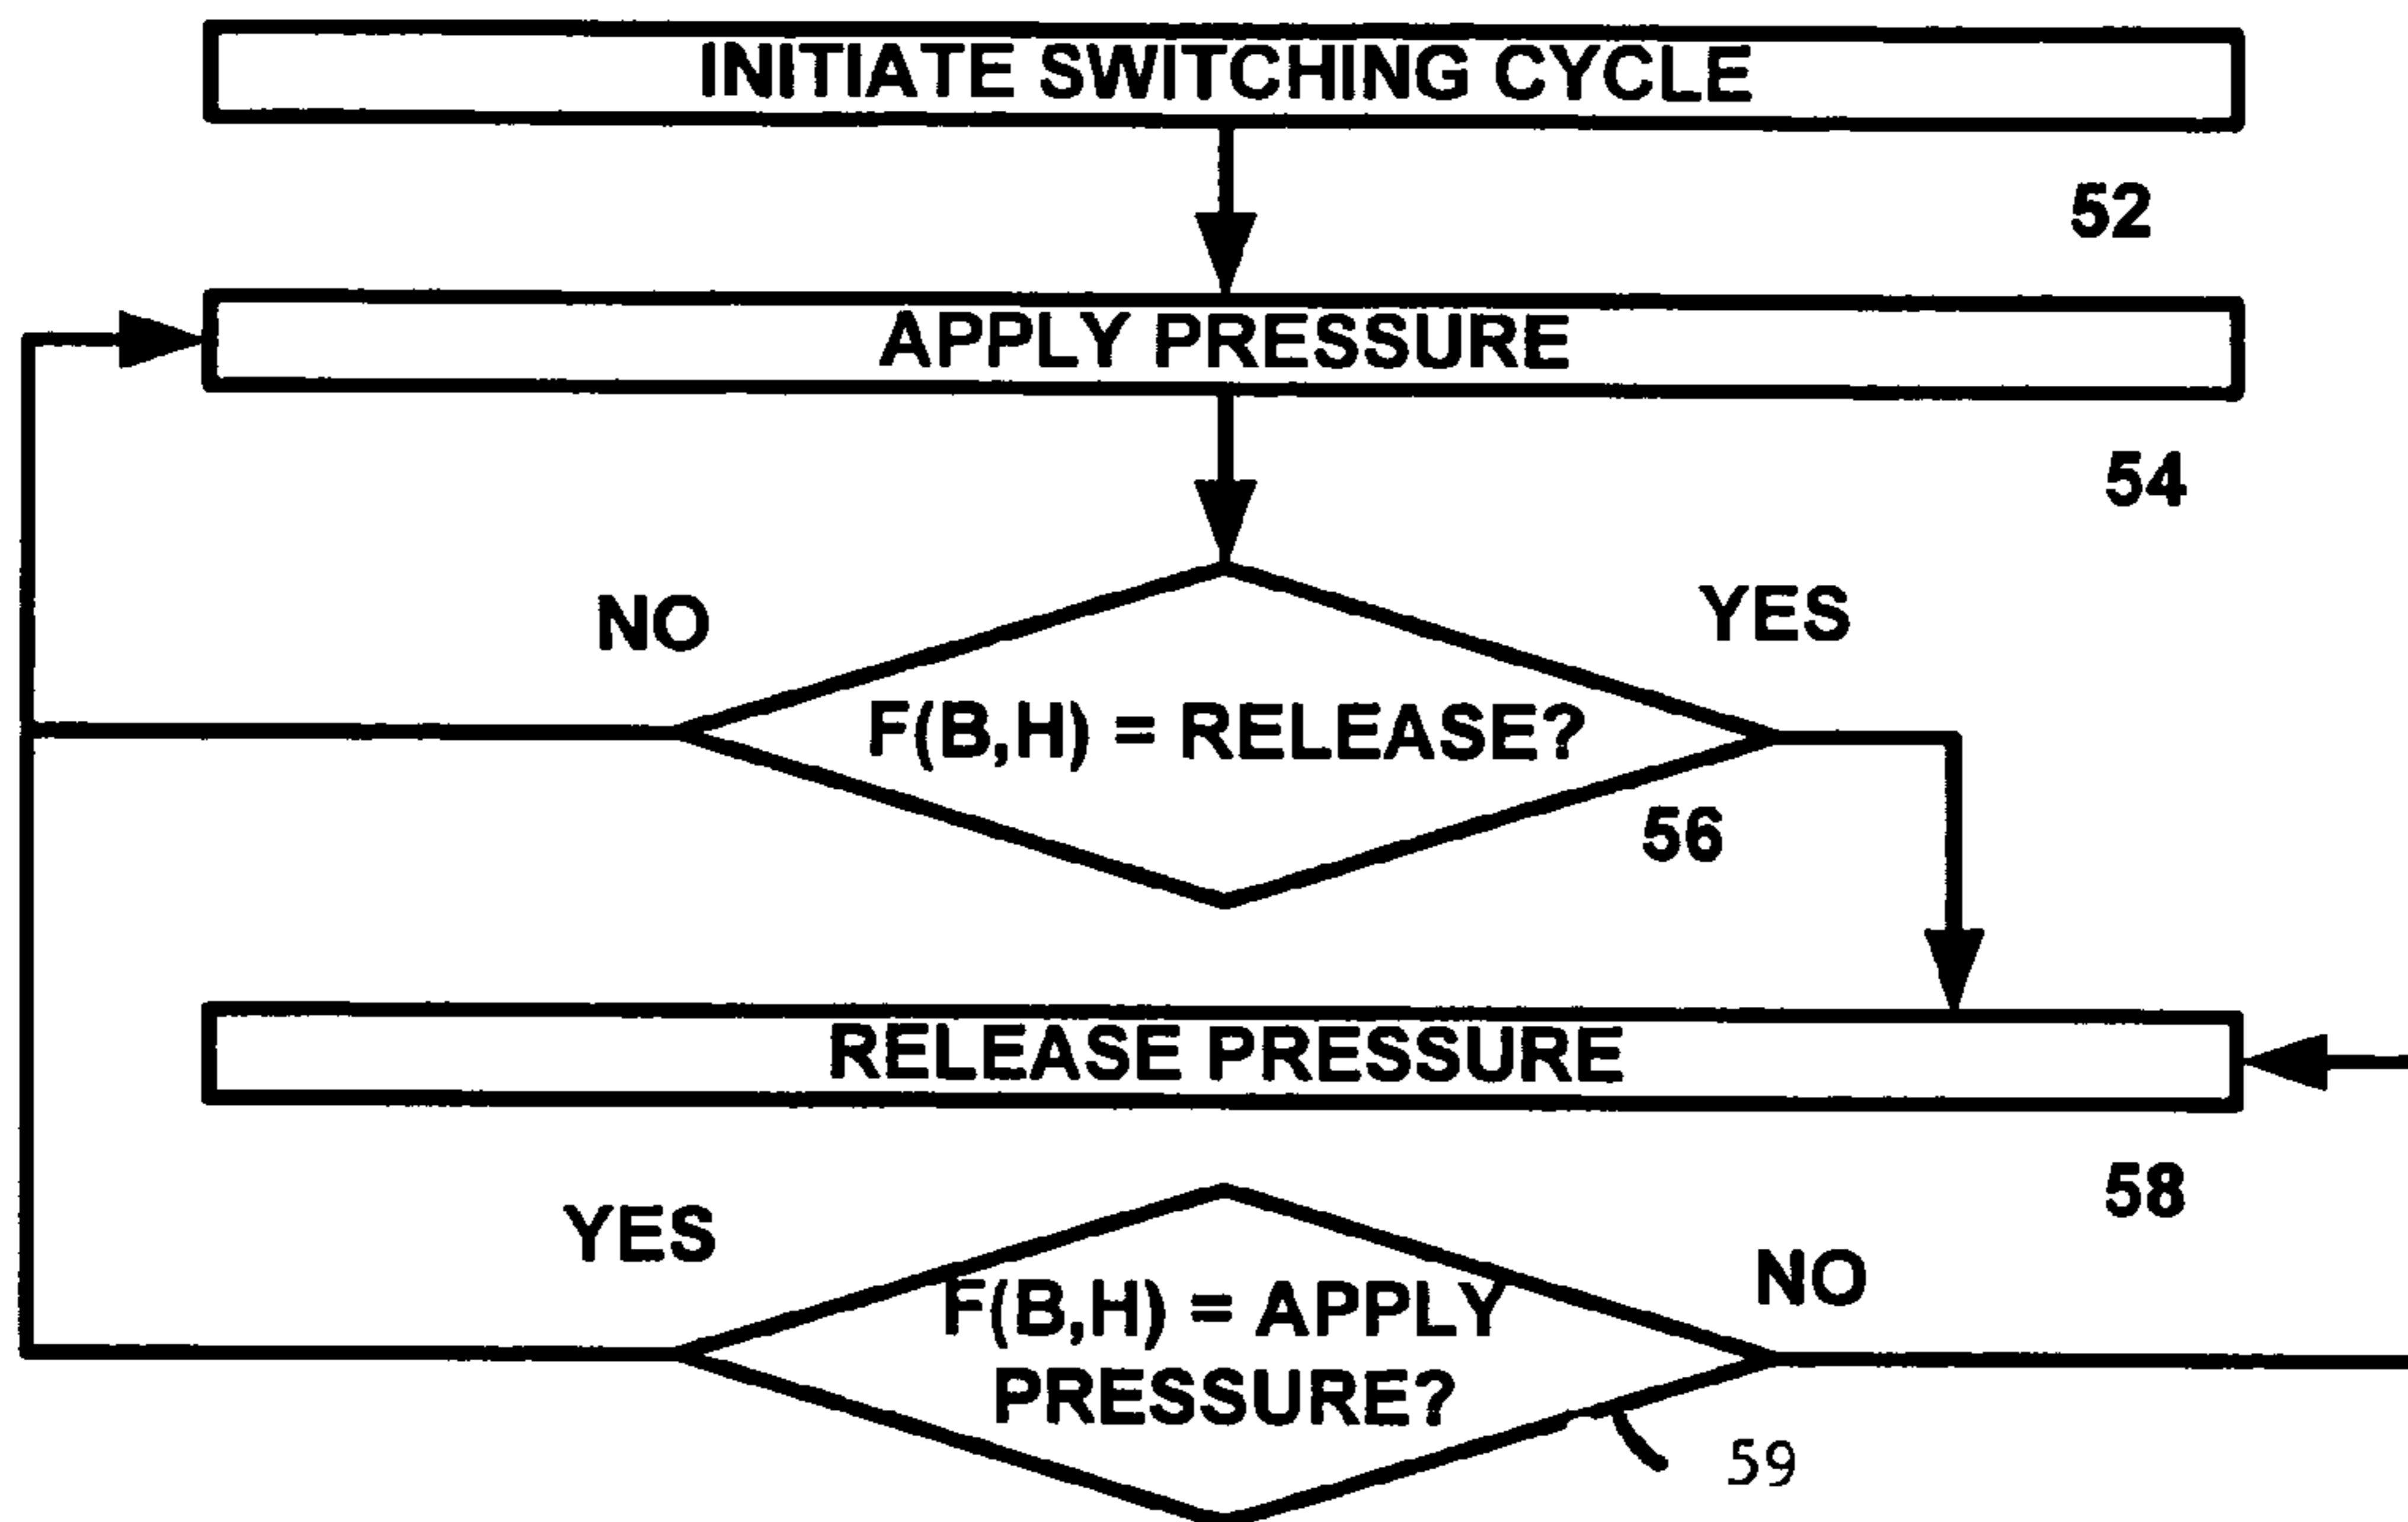 INITIATE SWITCHING CYCLE
52
APPLY PRESSURE
54
NO
YES
F(B,H) = RELEASE?
56
RELEASE PRESSURE
58
YES
NO
F(B,H) = APPLY
PRESSURE?
59